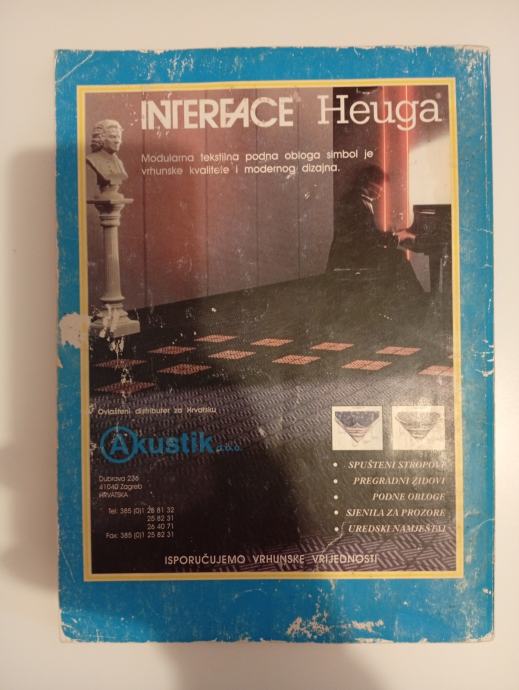 INTERFACE Heuga®
Modularna tekstilna podna obloga simbol je
vrhunske kvalitete i modernog dizajna.
Ovlašteni distributer za Hrvatsku
Akustik d.o.o.
Dubrava 236
41040 Zagreb
HRVATSKA
Tel: 385 (0)1 28 81 32
25 82 31
26 40 71
Fax: 385 (0)1 25 82 31
• SPUŠTENI STROPOVI
• PREGRADNI ZIDOVI
• PODNE OBLOGE
• SJENILA ZA PROZORE
• UREDSKI NAMJEŠTAJ
ISPORUČUJEMO VRHUNSKE VRIJEDNOSTI